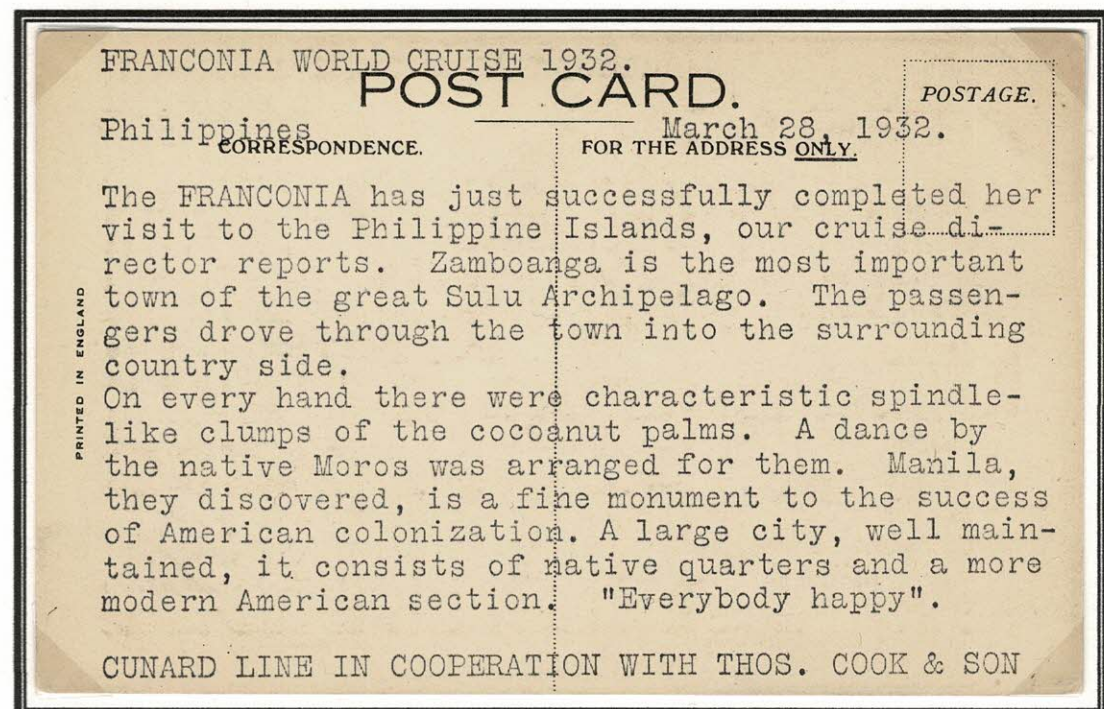 FRANCONIA WORLD CRUISE 1932.
POST CARD.
POSTAGE.
Philippines March 28, 1932.
CORRESPONDENCE. FOR THE ADDRESS ONLY.
The FRANCONIA has just successfully completed her
visit to the Philippine Islands, our cruise di-
rector reports. Zamboanga is the most important
town of the great Sulu Archipelago. The passen-
gers drove through the town into the surrounding
country side.
On every hand there were characteristic spindle-
like clumps of the cocoanut palms. A dance by
the native Moros was arranged for them. Manila,
they discovered, is a fine monument to the success
of American colonization. A large city, well main-
tained, it consists of native quarters and a more
modern American section. "Everybody happy".
CUNARD LINE IN COOPERATION WITH THOS. COOK & SON
PRINTED IN ENGLAND